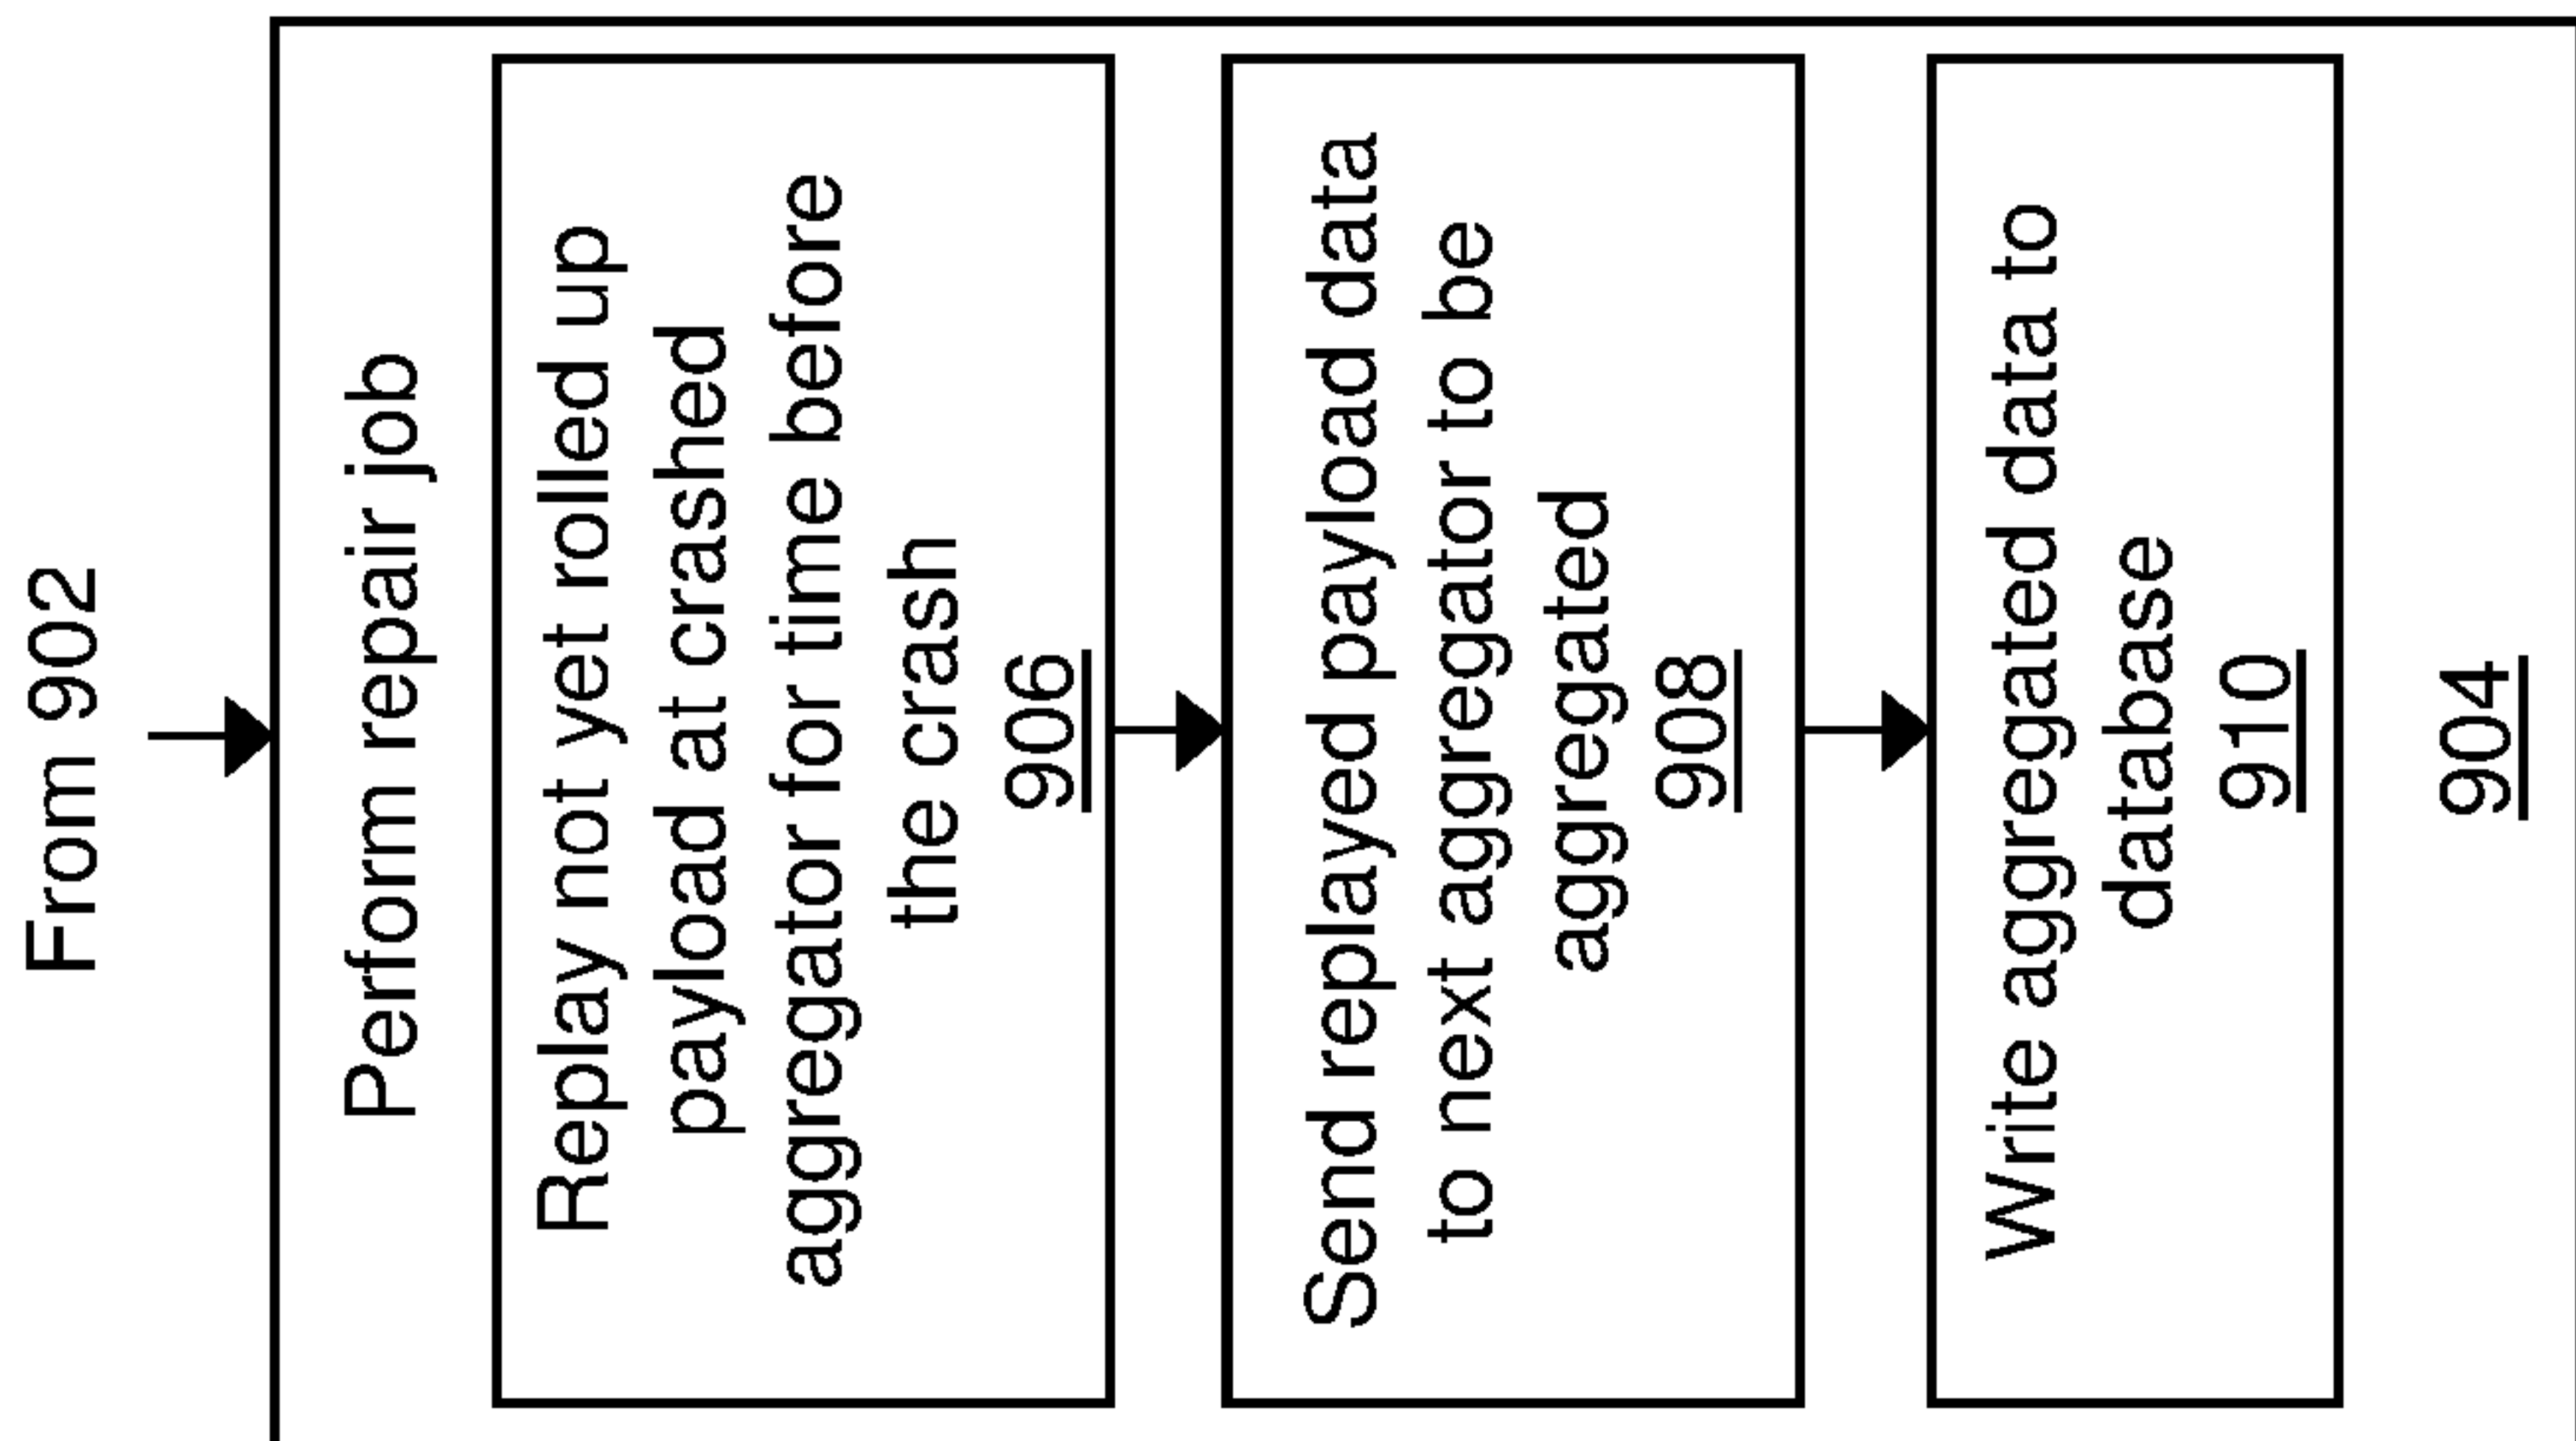 From 902
Perform repair job
Replay not yet rolled up
payload at crashed
aggregator for time before
the crash
906
Send replayed payload data
to next aggregator to be
aggregated
908
Write aggregated data to
database
910
904